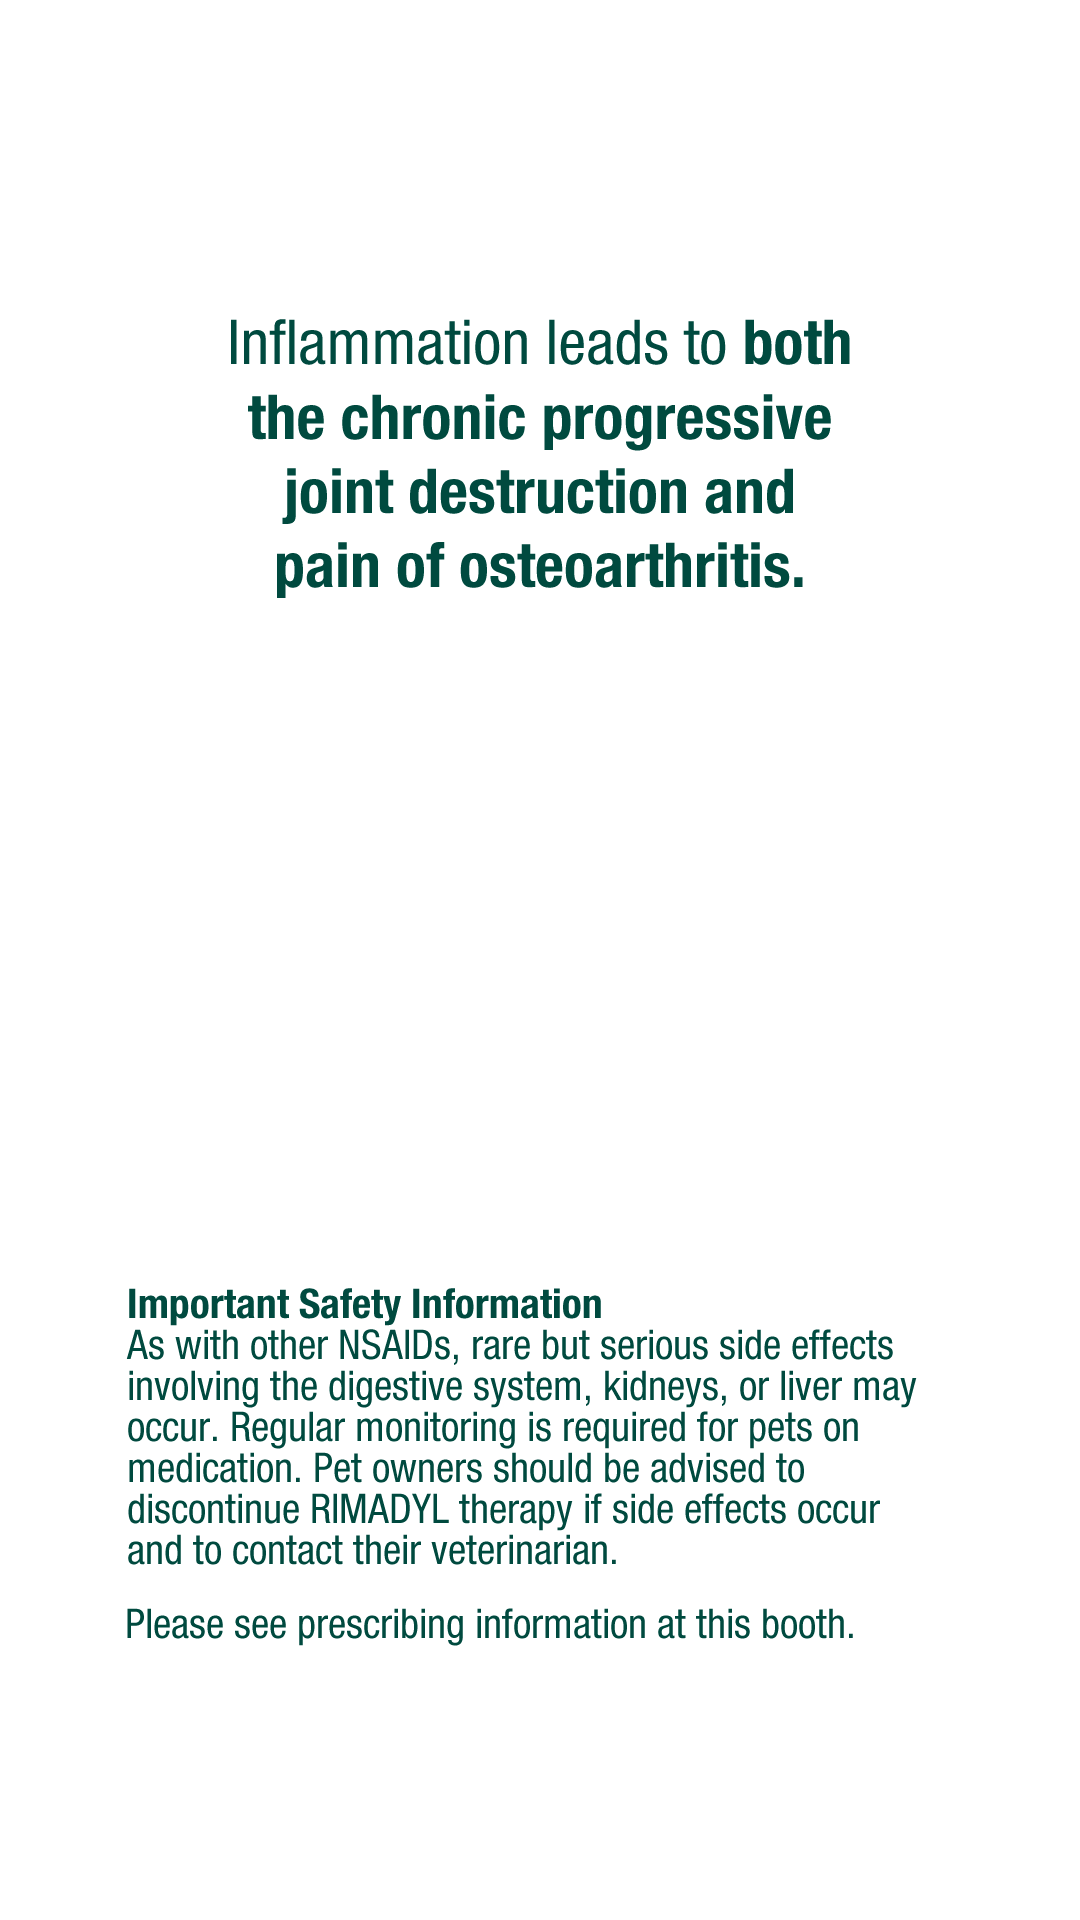 Inflammation leads to both
the chronic progressive
joint destruction and
pain of osteoarthritis.
Important Safety Information
As with other NSAIDs, rare but serious side effects
involving the digestive system, kidneys, or liver may
occur. Regular monitoring is required for pets on
medication. Pet owners should be advised to
discontinue RIMADYL therapy if side effects occur
and to contact their veterinarian.
Please see prescribing information at this booth.